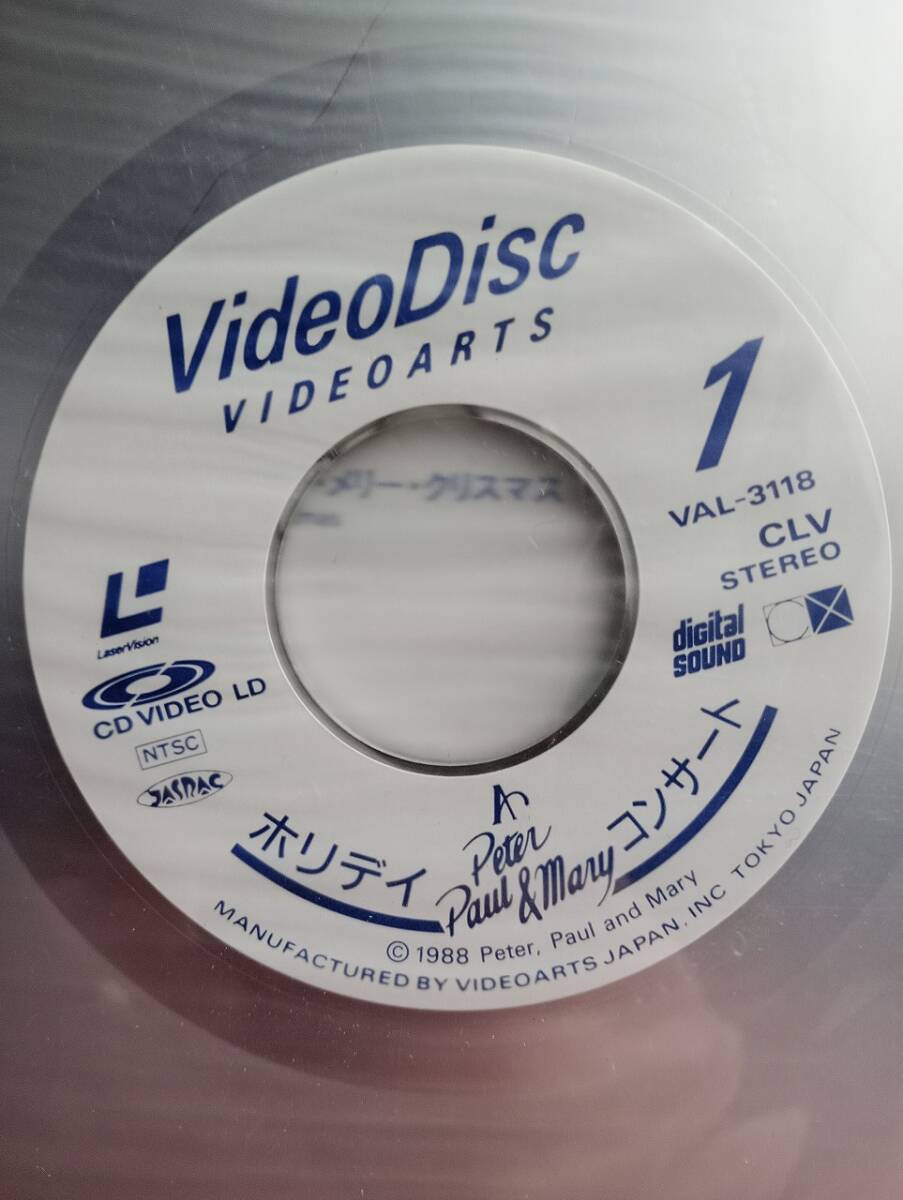 VideoDisc
VIDEOARTS
1
VAL-3118
CLV
STEREO
・メリー・クリスマス
LaserVision
digital SOUND
CD VIDEO LD
NTSC
JASRAC
ホリデイ コンサート
A Peter Paul & Mary
© 1988 Peter, Paul and Mary
MANUFACTURED BY VIDEOARTS JAPAN, INC TOKYO JAPAN